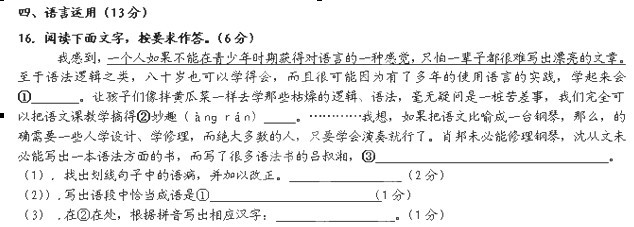 四、语言运用（13分）
16. 阅读下面文字，按要求作答。（6分）
我感到，一个人如果不能在青少年时期获得对语言的一种感觉，只怕一辈子都很难写出漂亮的文章。
至于语法逻辑之类，八十岁也可以学得会，而且很可能因为有了多年的使用语言的实践，学起来会
①______。让孩子们像拌黄瓜菜一样去学那些枯燥的逻辑、语法，毫无疑问是一桩苦差事，我们完全可
以把语文课教学搞得②妙趣（àng rán）____。…………我想，如果把语文比喻成一台钢琴，那么，的
确需要一些人学设计、学修理，而绝大多数的人，只要学会演奏就行了。肖邦未必能修理钢琴，沈从文未
必能写出一本语法方面的书，而写了很多语法书的吕叔湘，③______________________________。
（1）．找出划线句子中的语病，并加以改正。________________（2分）
（2））．写出语段中恰当成语是①______________________（1分）
（3）．在②在处，根据拼音写出相应汉字：________________。（1分）